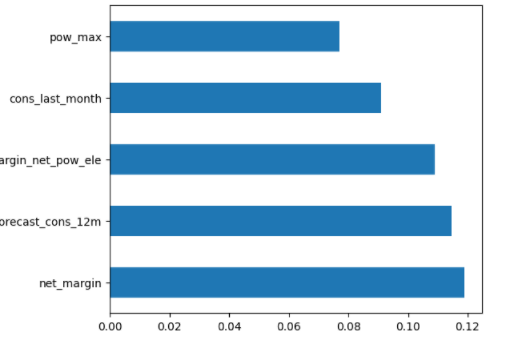 pow_max
cons_last_month
argin_net_pow_ele
orecast_cons_12m
net_margin
0.00 0.02 0.04 0.06 0.08 0.10 0.12